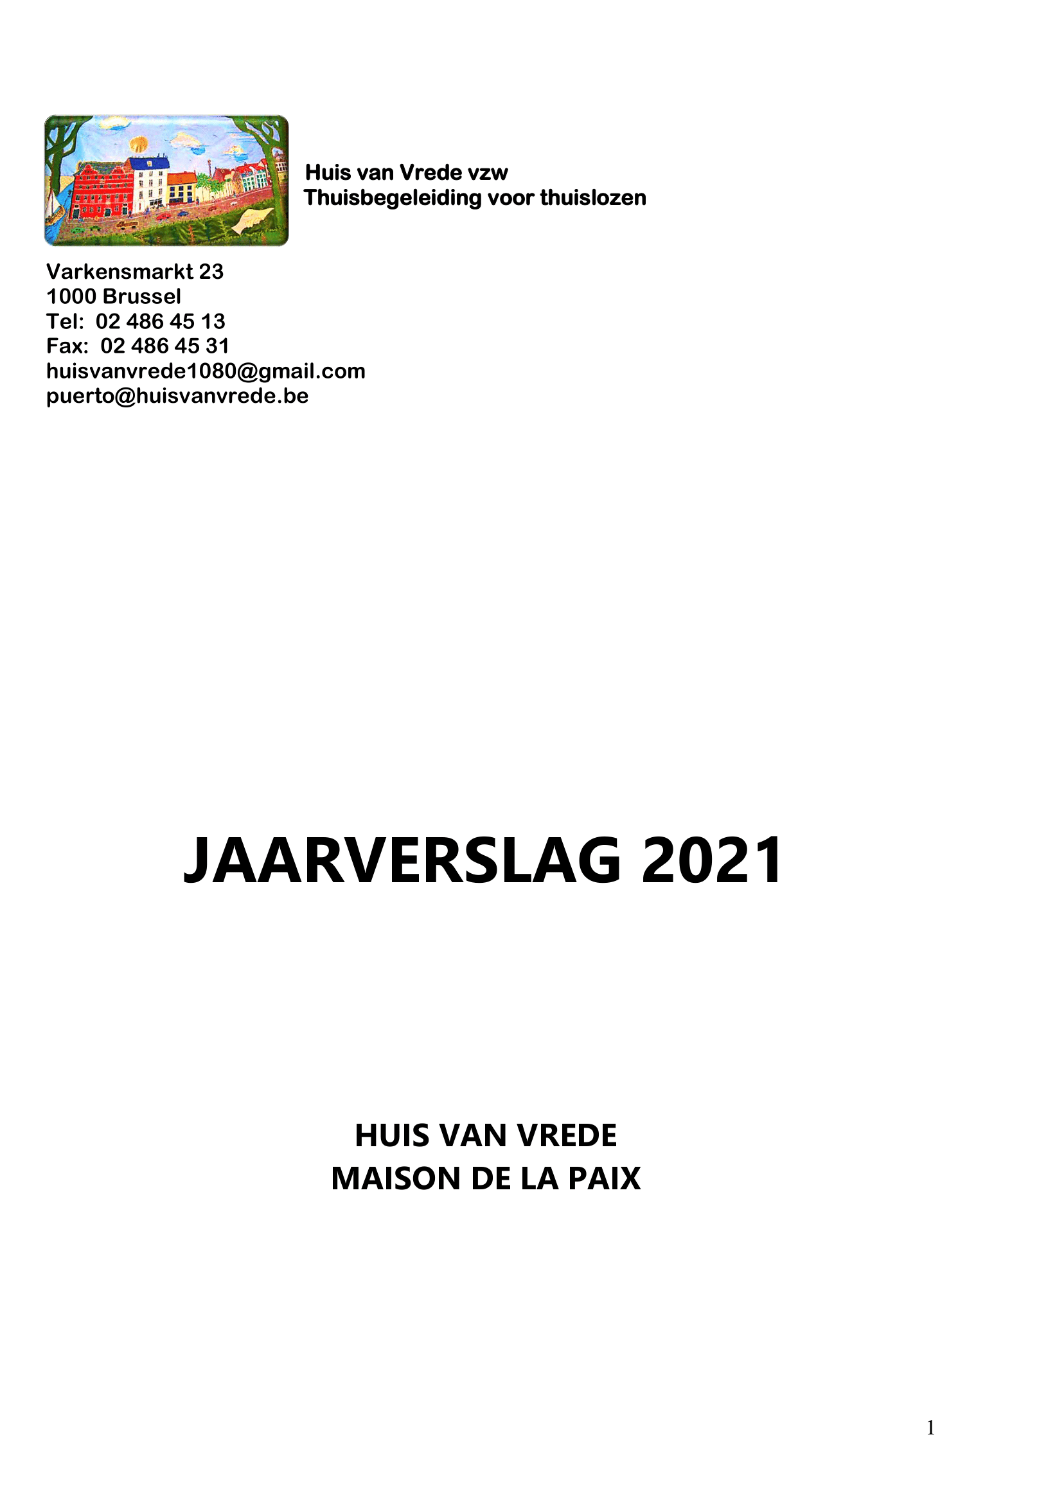 Huis van Vrede vzw
Thuisbegeleiding voor thuislozen
Varkensmarkt 23
1000 Brussel
Tel:  02 486 45 13
Fax:  02 486 45 31
huisvanvrede1080@gmail.com
puerto@huisvanvrede.be
JAARVERSLAG 2021
HUIS VAN VREDE
MAISON DE LA PAIX
1